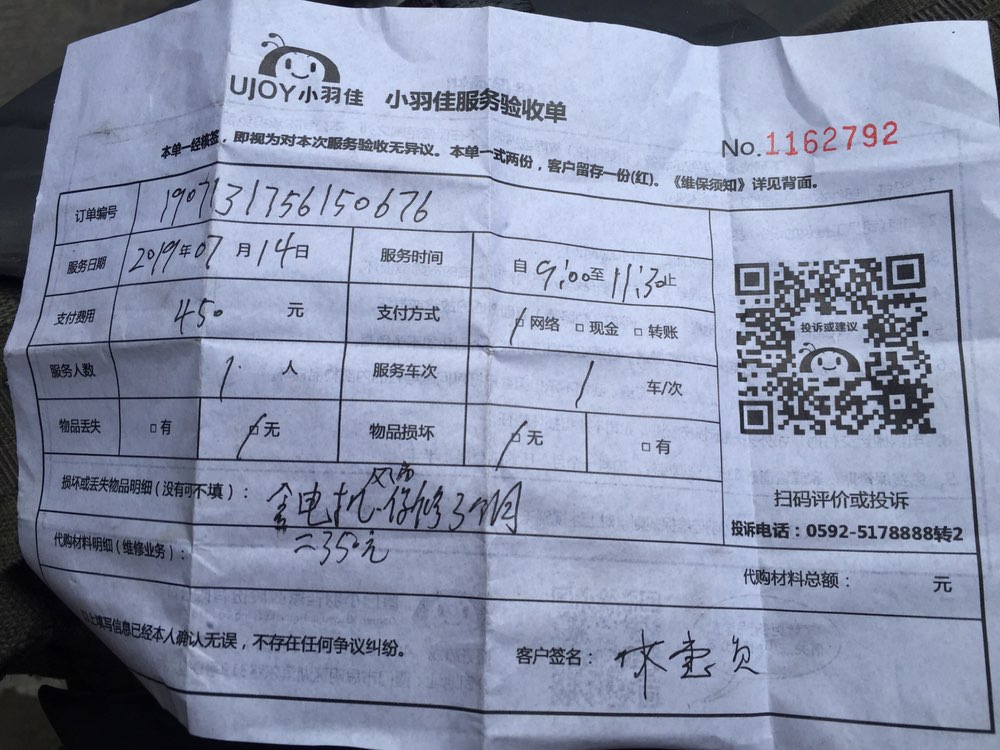 UJOY小羽佳 小羽佳服务验收单
No.1162792
本单一经核签，即视为对本次服务验收无异议。本单一式两份，客户留存一份(红)。《维保须知》详见背面。
订单编号 190713175615067 6
服务日期 2019年07月14日 服务时间 自9:00至11:30止
支付费用 450 元 支付方式 □网络 □现金 □转账
服务人数 1 人 服务车次 1 车/次
物品丢失 □有 □无 物品损坏 □无 □有
投诉或建议
扫码评价或投诉
投诉电话：0592-5178888转2
损坏或丢失物品明细（没有可不填）： 电机 保修3个月
=350元
代购材料明细（维修业务）：
代购材料总额： 元
以上填写信息已经本人确认无误，不存在任何争议纠纷。
客户签名： 林